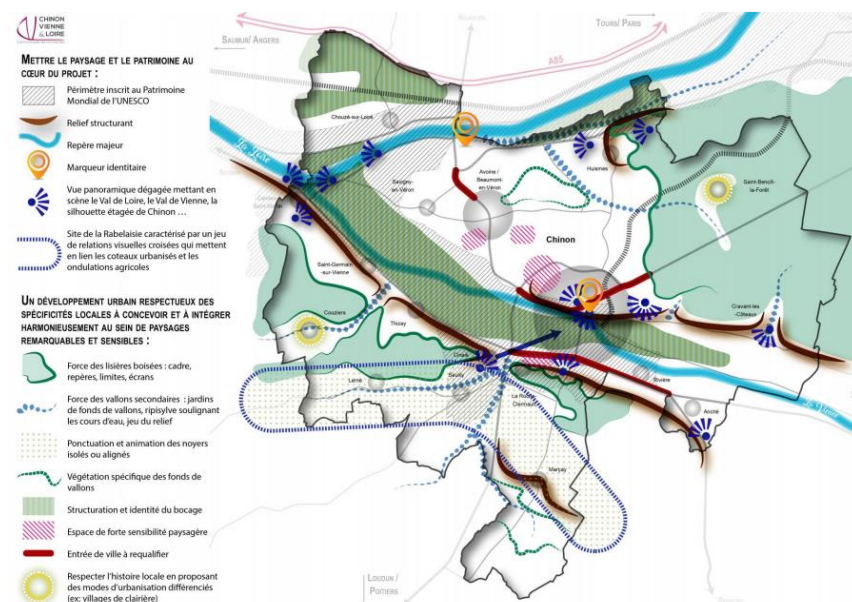 CHINON
VIENNE
& LOIRE
METTRE LE PAYSAGE ET LE PATRIMOINE AU
CŒUR DU PROJET :
Périmètre inscrit au Patrimoine
Mondial de l'UNESCO
Relief structurant
Repère majeur
Marqueur identitaire
Vue panoramique dégagée mettant en
scène le Val de Loire, le Val de Vienne, la
silhouette étagée de Chinon ...
Site de la Rabelaisie caractérisé par un jeu
de relations visuelles croisées qui mettent
en lien les coteaux urbanisés et les
ondulations agricoles
UN DÉVELOPPEMENT URBAIN RESPECTUEUX DES
SPÉCIFICITÉS LOCALES À CONCEVOIR ET À INTÉGRER
HARMONIEUSEMENT AU SEIN DE PAYSAGES
REMARQUABLES ET SENSIBLES :
Force des lisières boisées : cadre,
repères, limites, écrans
Force des vallons secondaires : jardins
de fonds de vallons, ripisylve soulignant
les cours d'eau, jeu du relief
Ponctuation et animation des noyers
isolés ou alignés
Végétation spécifique des fonds de
vallons
Structuration et identité du bocage
Espace de forte sensibilité paysagère
Entrée de ville à requalifier
Respecter l'histoire locale en proposant
des modes d'urbanisation différenciés
(ex: villages de clairière)
TOURS/ PARIS
SAUMUR/ ANGERS
A85
Chouzé-sur-Loire
La Loire
Savigny-
en-Véron
Avoine /
Beaumont-
en-Véron
Huismes
Saint-Benoît-
la-Forêt
Chinon
Saint-Germain
-sur-Vienne
Couziers
Thizay
Cravant-les
-Côteaux
Cinais
Lerné
Seuilly
La Roche
Clermault
Rivière
Anché
La Vienne
Marçay
LOUDUN /
POITIERS